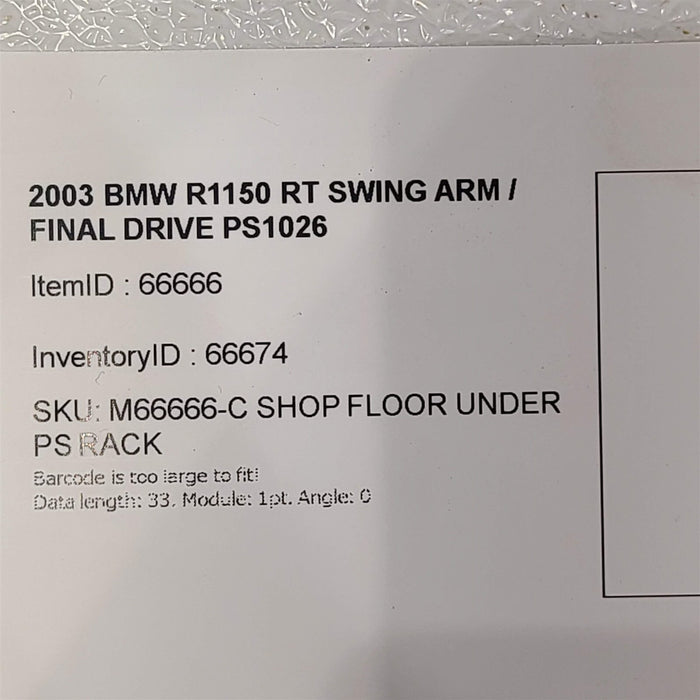 2003 BMW R1150 RT SWING ARM /
FINAL DRIVE PS1026
ItemID : 66666
InventoryID : 66674
SKU: M66666-C SHOP FLOOR UNDER
PS RACK
Barcode is too large to fit!
Data length: 33. Module: 1pt. Angle: 0